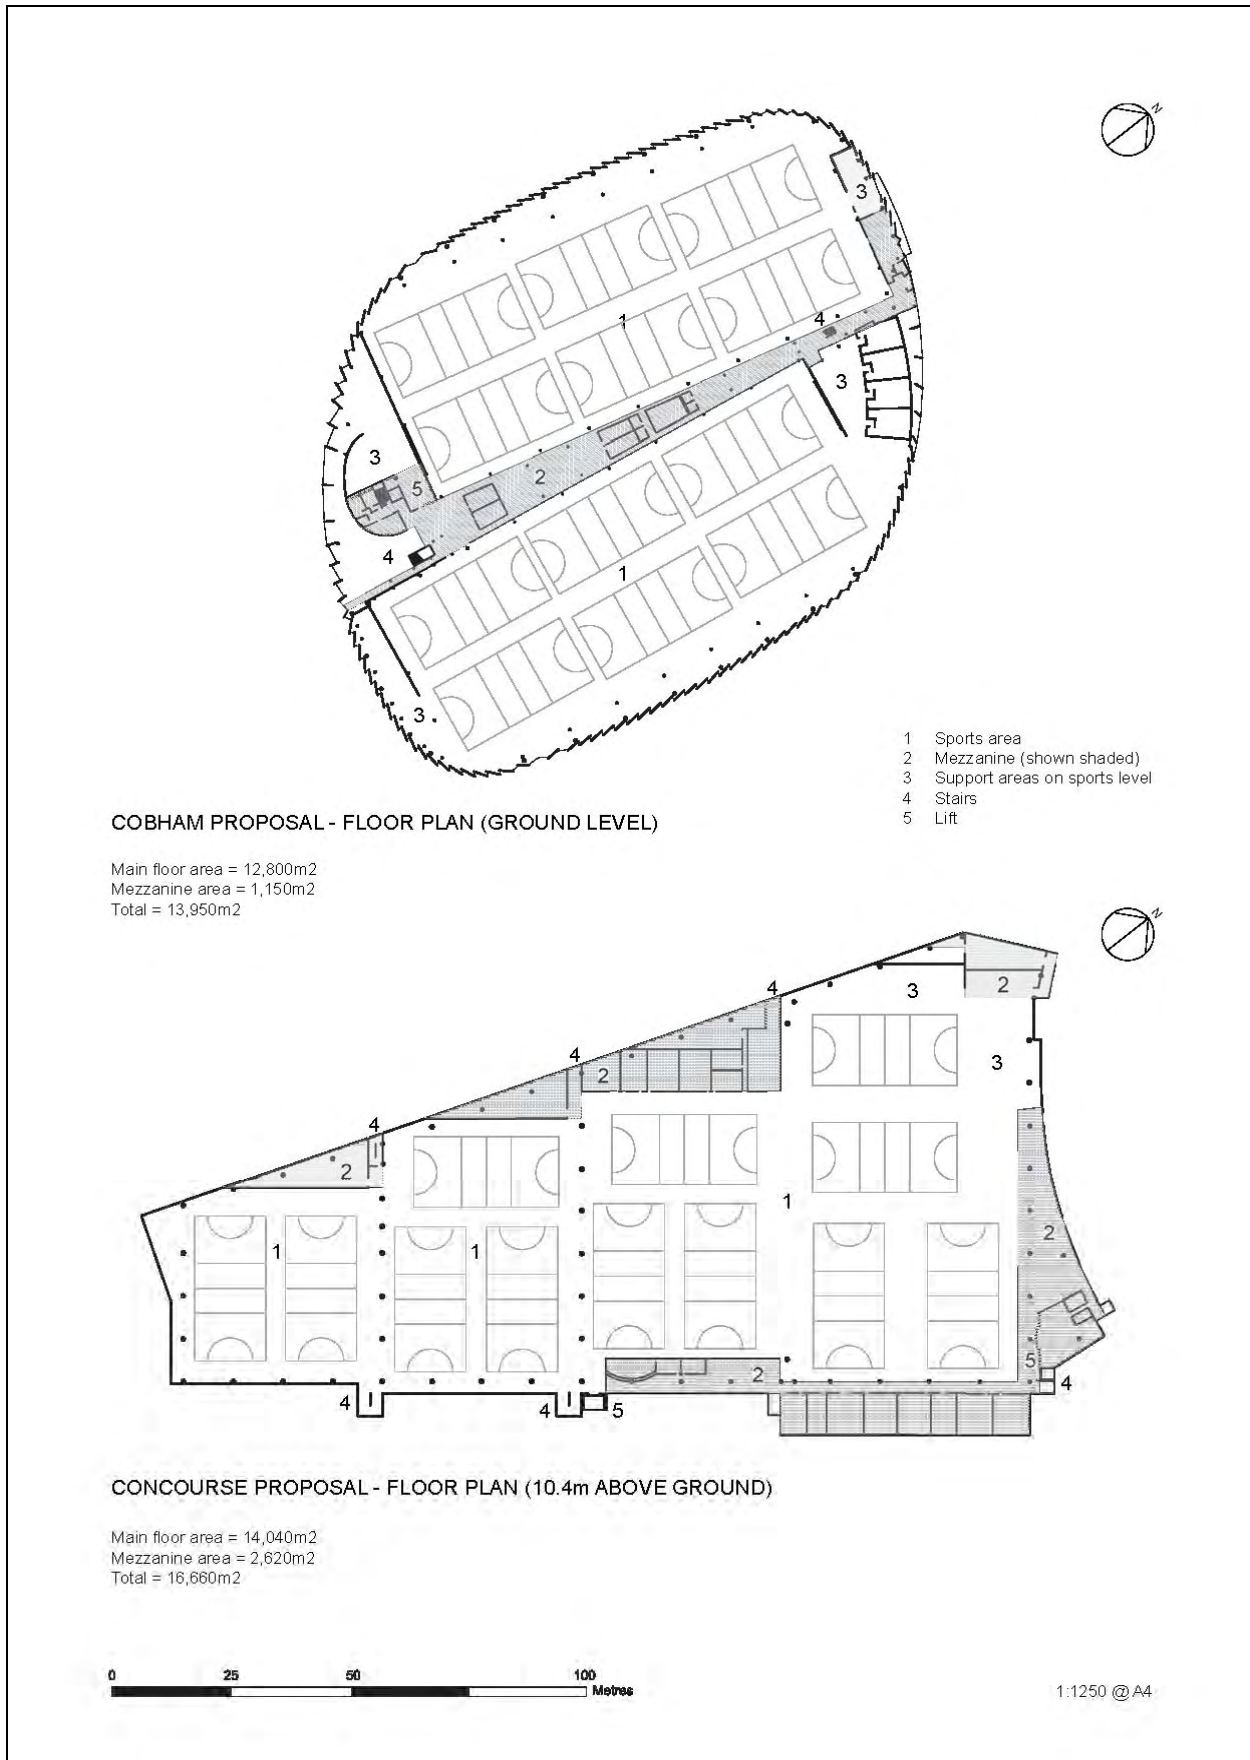 N
3
1
4
3
3
5
2
4
1
3
1 Sports area
2 Mezzanine (shown shaded)
3 Support areas on sports level
4 Stairs
5 Lift
COBHAM PROPOSAL - FLOOR PLAN (GROUND LEVEL)
Main floor area = 12,800m2
Mezzanine area = 1,150m2
Total = 13,950m2
N
4
3
2
4
2
3
4
2
1
1
1
2
2
5
4
4
4
5
CONCOURSE PROPOSAL - FLOOR PLAN (10.4m ABOVE GROUND)
Main floor area = 14,040m2
Mezzanine area = 2,620m2
Total = 16,660m2
0 25 50 100
Metres
1:1250 @ A4